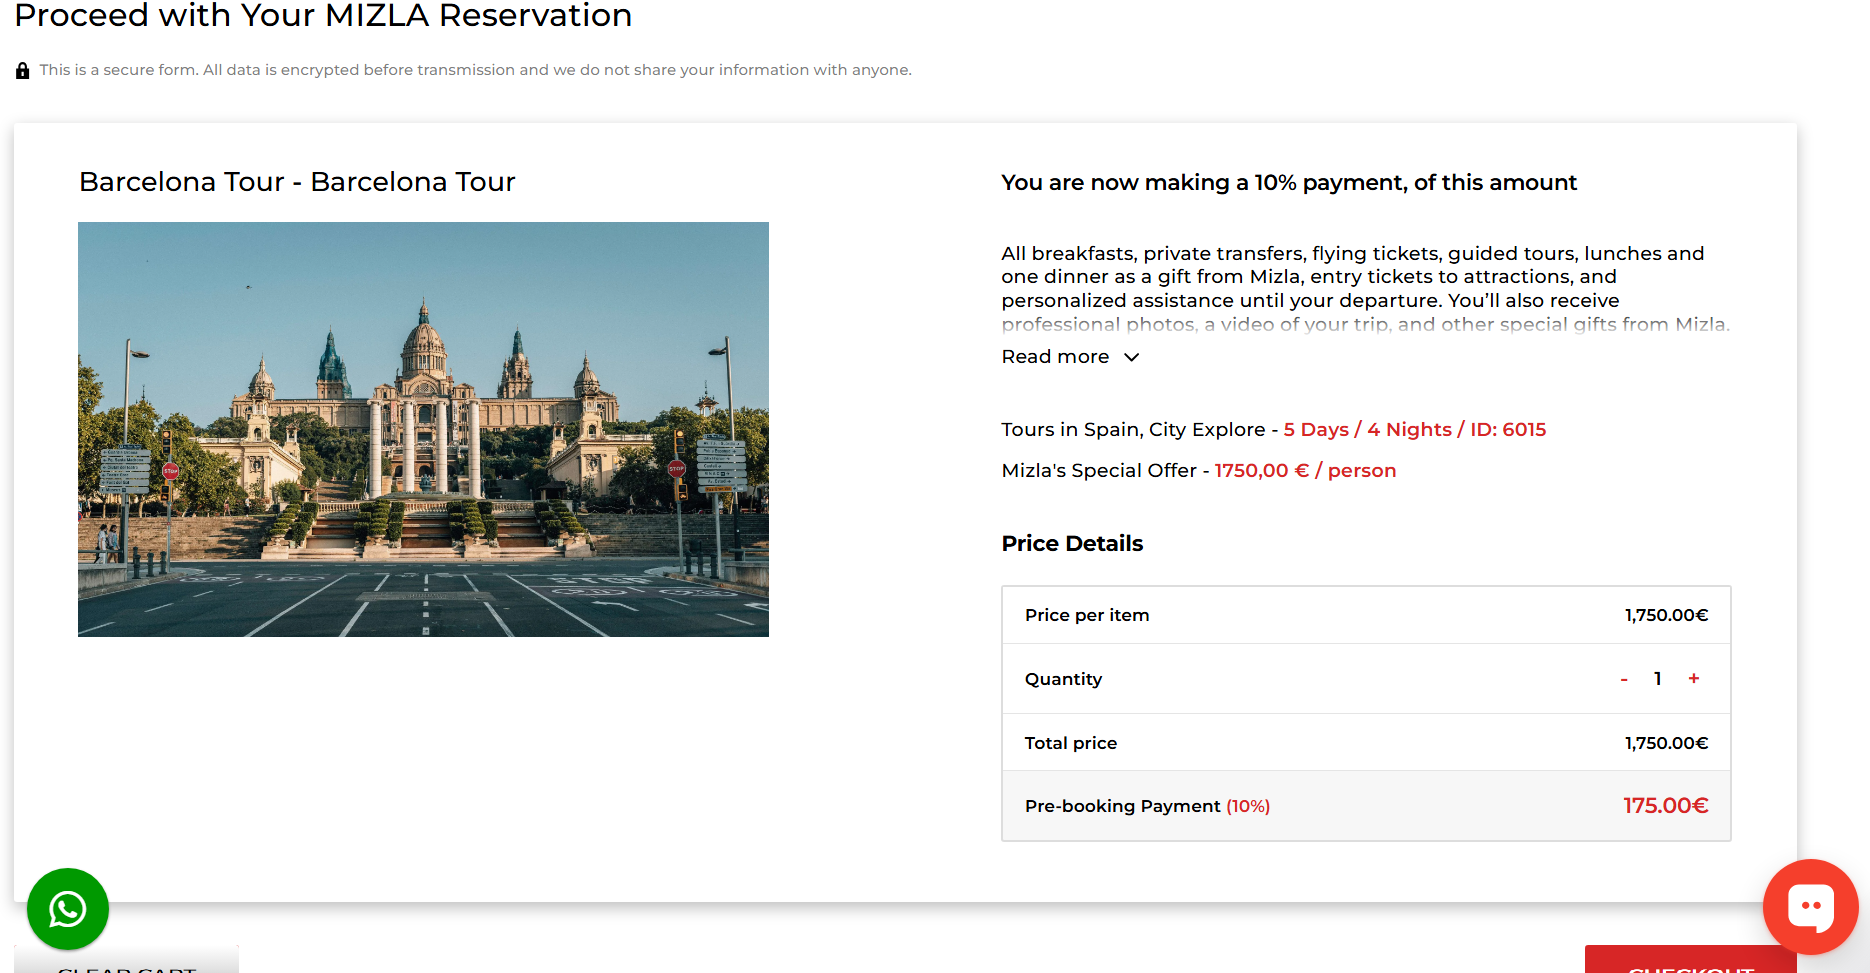 Proceed with Your MIZLA Reservation
This is a secure form. All data is encrypted before transmission and we do not share your information with anyone.
Barcelona Tour - Barcelona Tour
STOP
STOP
STOP
You are now making a 10% payment, of this amount
All breakfasts, private transfers, flying tickets, guided tours, lunches and
one dinner as a gift from Mizla, entry tickets to attractions, and
personalized assistance until your departure. You’ll also receive
professional photos, a video of your trip, and other special gifts from Mizla.
Read more
Tours in Spain, City Explore - 5 Days / 4 Nights / ID: 6015
Mizla's Special Offer - 1750,00 € / person
Price Details
Price per item 1,750.00€
Quantity - 1 +
Total price 1,750.00€
Pre-booking Payment (10%) 175.00€
CLEAR CART
CHECKOUT